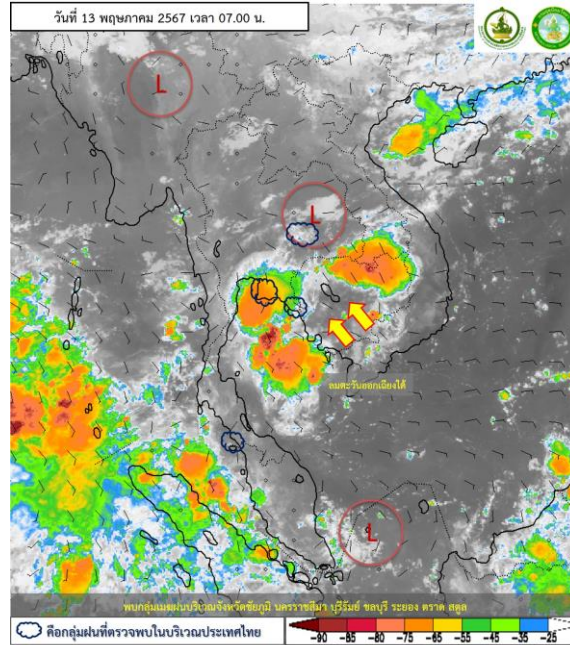 วันที่ 13 พฤษภาคม 2567 เวลา 07.00 น.
L
L
ลมตะวันออกเฉียงใต้
L
พบกลุ่มเมฆฝนบริเวณจังหวัดชัยภูมิ นครราชสีมา บุรีรัมย์ ชลบุรี ระยอง ตราด สตูล
คือกลุ่มฝนที่ตรวจพบในบริเวณประเทศไทย
-90 -80 -75 -65 -55 -45 -35 -25